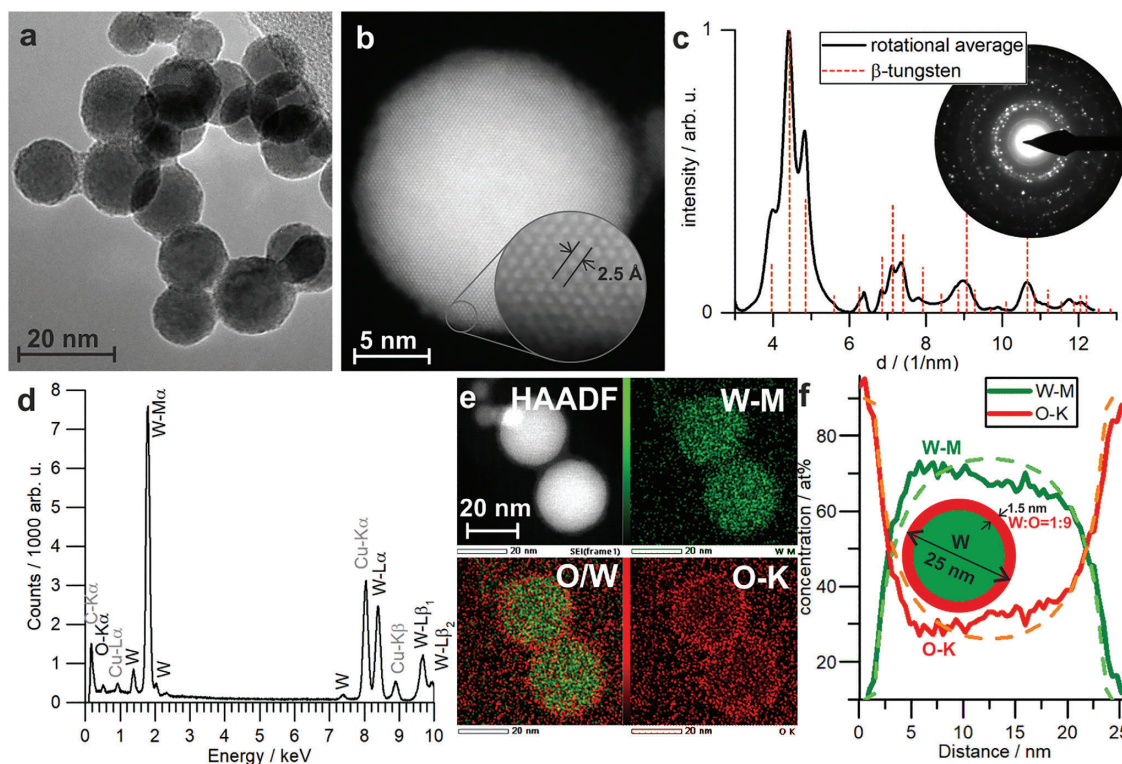 a
20 nm
b
2.5 Å
5 nm
c
rotational average
β-tungsten
intensity / arb. u.
1
0
4 6 8 10 12
d / (1/nm)
d
Counts / 1000 arb. u.
8
7
6
5
4
3
2
1
0
C-Kα
O-Kα
Cu-Lα
W
W-Mα
W
W
Cu-Kα
W-Lα
Cu-Kβ
W-Lβ1
W-Lβ2
0 1 2 3 4 5 6 7 8 9 10
Energy / keV
e
HAADF
20 nm
20 nm
SEI(frame1)
W-M
20 nm
W M
O/W
20 nm
O-K
20 nm
O K
f
W-M
O-K
concentration / at%
80
60
40
20
W-M
1.5 nm
W:O=1:9
W
25 nm
O-K
0 5 10 15 20 25
Distance / nm